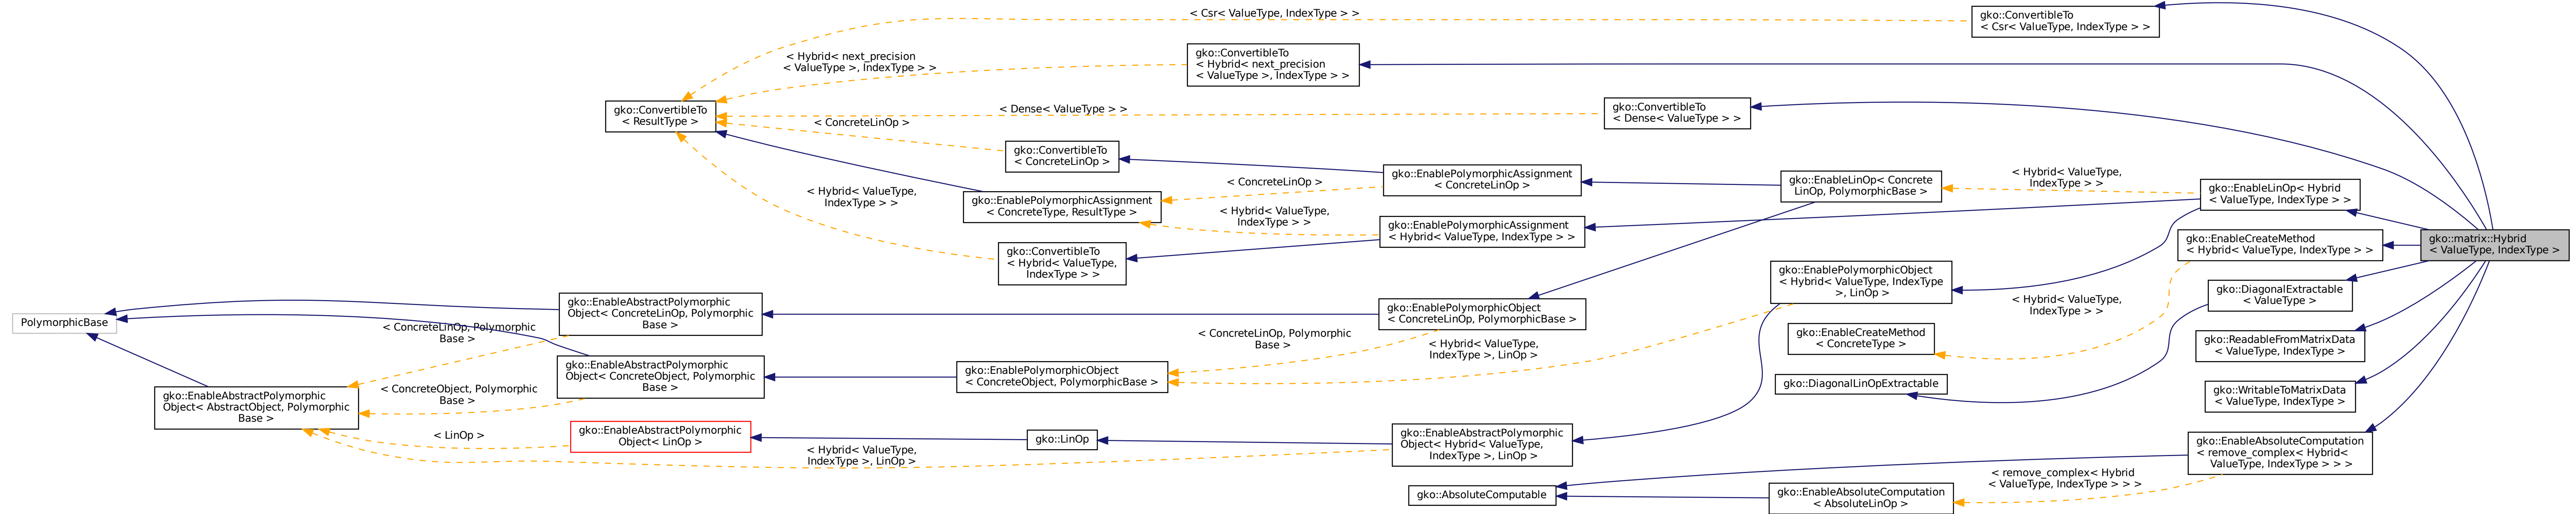 < Csr< ValueType, IndexType > >
gko::ConvertibleTo
< Csr< ValueType, IndexType > >
< Hybrid< next_precision
< ValueType >, IndexType > >
gko::ConvertibleTo
< Hybrid< next_precision
< ValueType >, IndexType > >
gko::ConvertibleTo
< ResultType >
< Dense< ValueType > >
gko::ConvertibleTo
< Dense< ValueType > >
< ConcreteLinOp >
gko::ConvertibleTo
< ConcreteLinOp >
gko::EnablePolymorphicAssignment
< ConcreteLinOp >
< ConcreteLinOp >
gko::EnableLinOp< Concrete
LinOp, PolymorphicBase >
< Hybrid< ValueType,
IndexType > >
gko::EnableLinOp< Hybrid
< ValueType, IndexType > >
< Hybrid< ValueType,
IndexType > >
gko::EnablePolymorphicAssignment
< ConcreteType, ResultType >
< Hybrid< ValueType,
IndexType > >
gko::EnablePolymorphicAssignment
< Hybrid< ValueType, IndexType > >
gko::EnableCreateMethod
< Hybrid< ValueType, IndexType > >
gko::matrix::Hybrid
< ValueType, IndexType >
gko::ConvertibleTo
< Hybrid< ValueType,
IndexType > >
gko::EnablePolymorphicObject
< Hybrid< ValueType, IndexType
>, LinOp >
gko::DiagonalExtractable
< ValueType >
< Hybrid< ValueType,
IndexType > >
gko::EnableAbstractPolymorphic
Object< ConcreteLinOp, Polymorphic
Base >
gko::EnablePolymorphicObject
< ConcreteLinOp, PolymorphicBase >
PolymorphicBase
< ConcreteLinOp, Polymorphic
Base >
< ConcreteLinOp, Polymorphic
Base >
gko::EnableCreateMethod
< ConcreteType >
gko::ReadableFromMatrixData
< ValueType, IndexType >
< Hybrid< ValueType,
IndexType >, LinOp >
gko::EnableAbstractPolymorphic
Object< ConcreteObject, Polymorphic
Base >
gko::EnablePolymorphicObject
< ConcreteObject, PolymorphicBase >
gko::DiagonalLinOpExtractable
gko::WritableToMatrixData
< ValueType, IndexType >
gko::EnableAbstractPolymorphic
Object< AbstractObject, Polymorphic
Base >
< ConcreteObject, Polymorphic
Base >
< LinOp >
gko::EnableAbstractPolymorphic
Object< LinOp >
gko::LinOp
gko::EnableAbstractPolymorphic
Object< Hybrid< ValueType,
IndexType >, LinOp >
< Hybrid< ValueType,
IndexType >, LinOp >
gko::EnableAbsoluteComputation
< remove_complex< Hybrid<
ValueType, IndexType > > >
< remove_complex< Hybrid
< ValueType, IndexType > > >
gko::AbsoluteComputable
gko::EnableAbsoluteComputation
< AbsoluteLinOp >